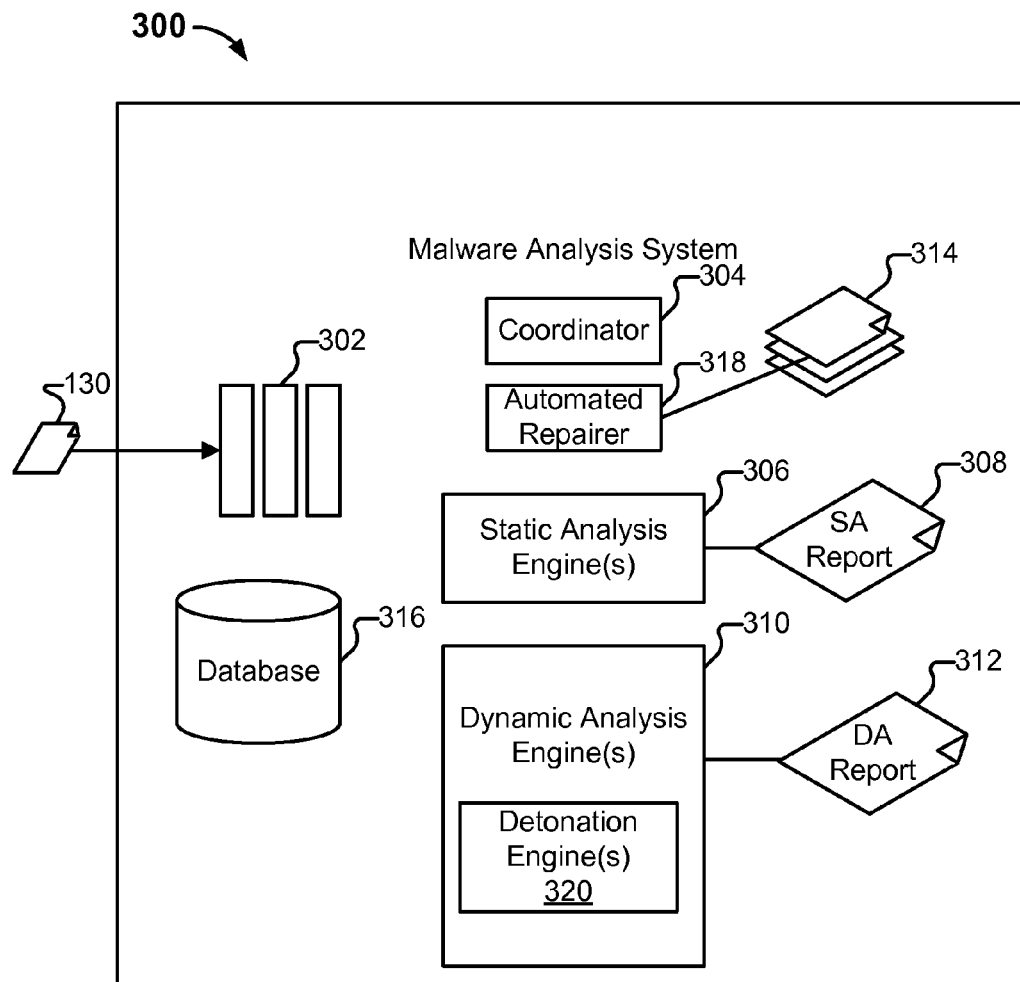 300
Malware Analysis System
304
314
Coordinator
302
318
130
Automated
Repairer
306
308
Static Analysis
Engine(s)
SA
Report
316
310
Database
312
Dynamic Analysis
Engine(s)
DA
Report
Detonation
Engine(s)
320